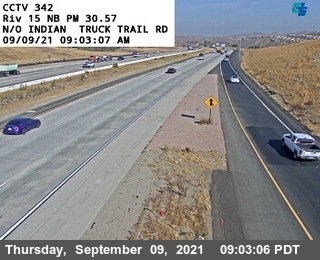 CCTV 342
Riv 15 NB PM 30.57
N/O INDIAN TRUCK TRAIL RD
09/09/21 09:03:07 AM
Thursday, September 09, 2021 09:03:06 PDT